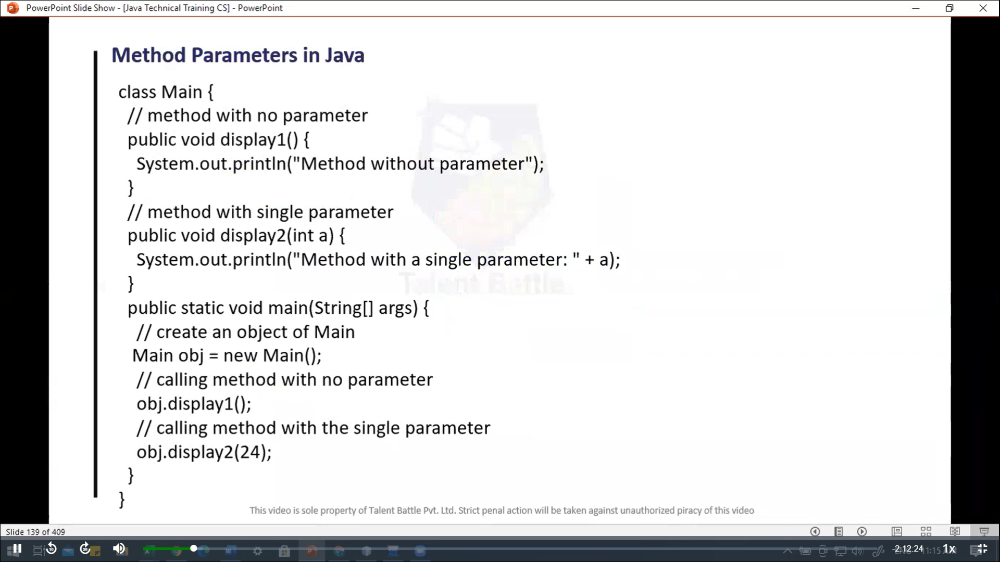 PowerPoint Slide Show - [Java Technical Training CS] - PowerPoint
Method Parameters in Java
class Main {
// method with no parameter
public void display1() {
System.out.println("Method without parameter");
}
// method with single parameter
public void display2(int a) {
System.out.println("Method with a single parameter: " + a);
}
Talent Battle
public static void main(String[] args) {
// create an object of Main
Main obj = new Main();
// calling method with no parameter
obj.display1();
// calling method with the single parameter
obj.display2(24);
}
}
This video is sole property of Talent Battle Pvt. Ltd. Strict penal action will be taken against unauthorized piracy of this video
Slide 139 of 409
10 30 -2:12:24 11:15 1x